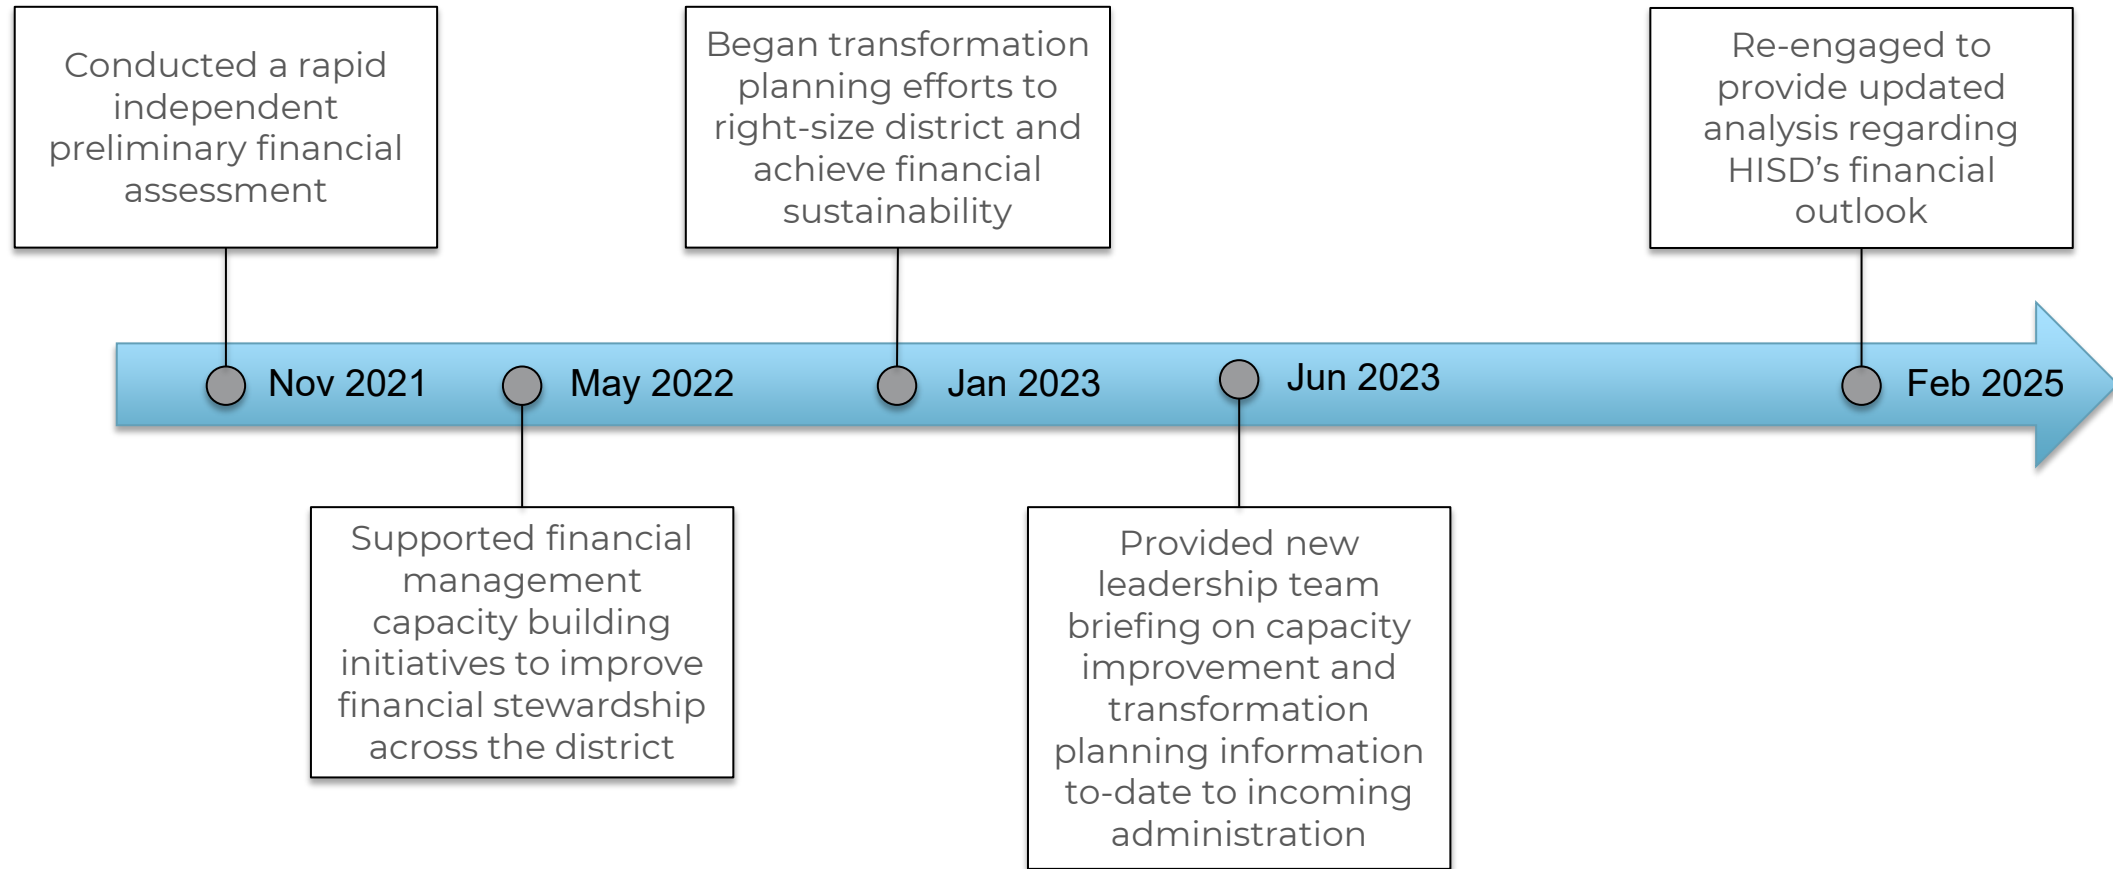 Conducted a rapid
independent
preliminary financial
assessment
Began transformation
planning efforts to
right-size district and
achieve financial
sustainability
Re-engaged to
provide updated
analysis regarding
HISD’s financial
outlook
Nov 2021
May 2022
Jan 2023
Jun 2023
Feb 2025
Supported financial
management
capacity building
initiatives to improve
financial stewardship
across the district
Provided new
leadership team
briefing on capacity
improvement and
transformation
planning information
to-date to incoming
administration